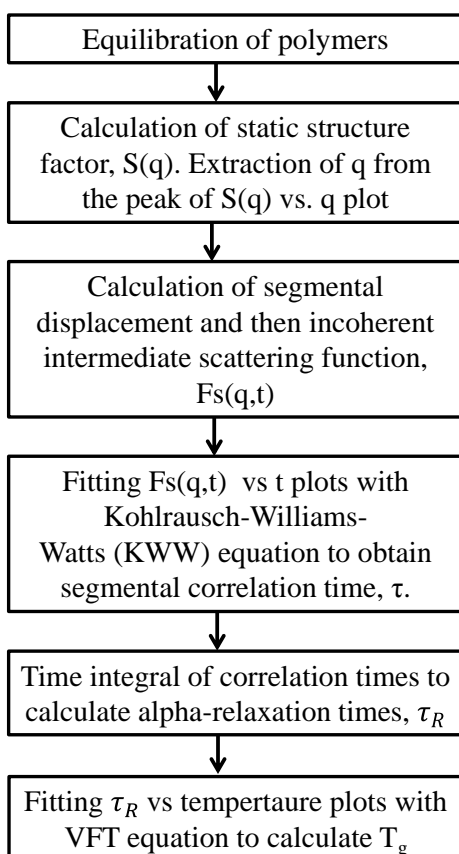 Equilibration of polymers
Calculation of static structure
factor, S(q). Extraction of q from
the peak of S(q) vs. q plot
Calculation of segmental
displacement and then incoherent
intermediate scattering function,
Fs(q,t)
Fitting Fs(q,t) vs t plots with
Kohlrausch-Williams-
Watts (KWW) equation to obtain
segmental correlation time, τ.
Time integral of correlation times to
calculate alpha-relaxation times, τ_R
Fitting τ_R vs tempertaure plots with
VFT equation to calculate T_g